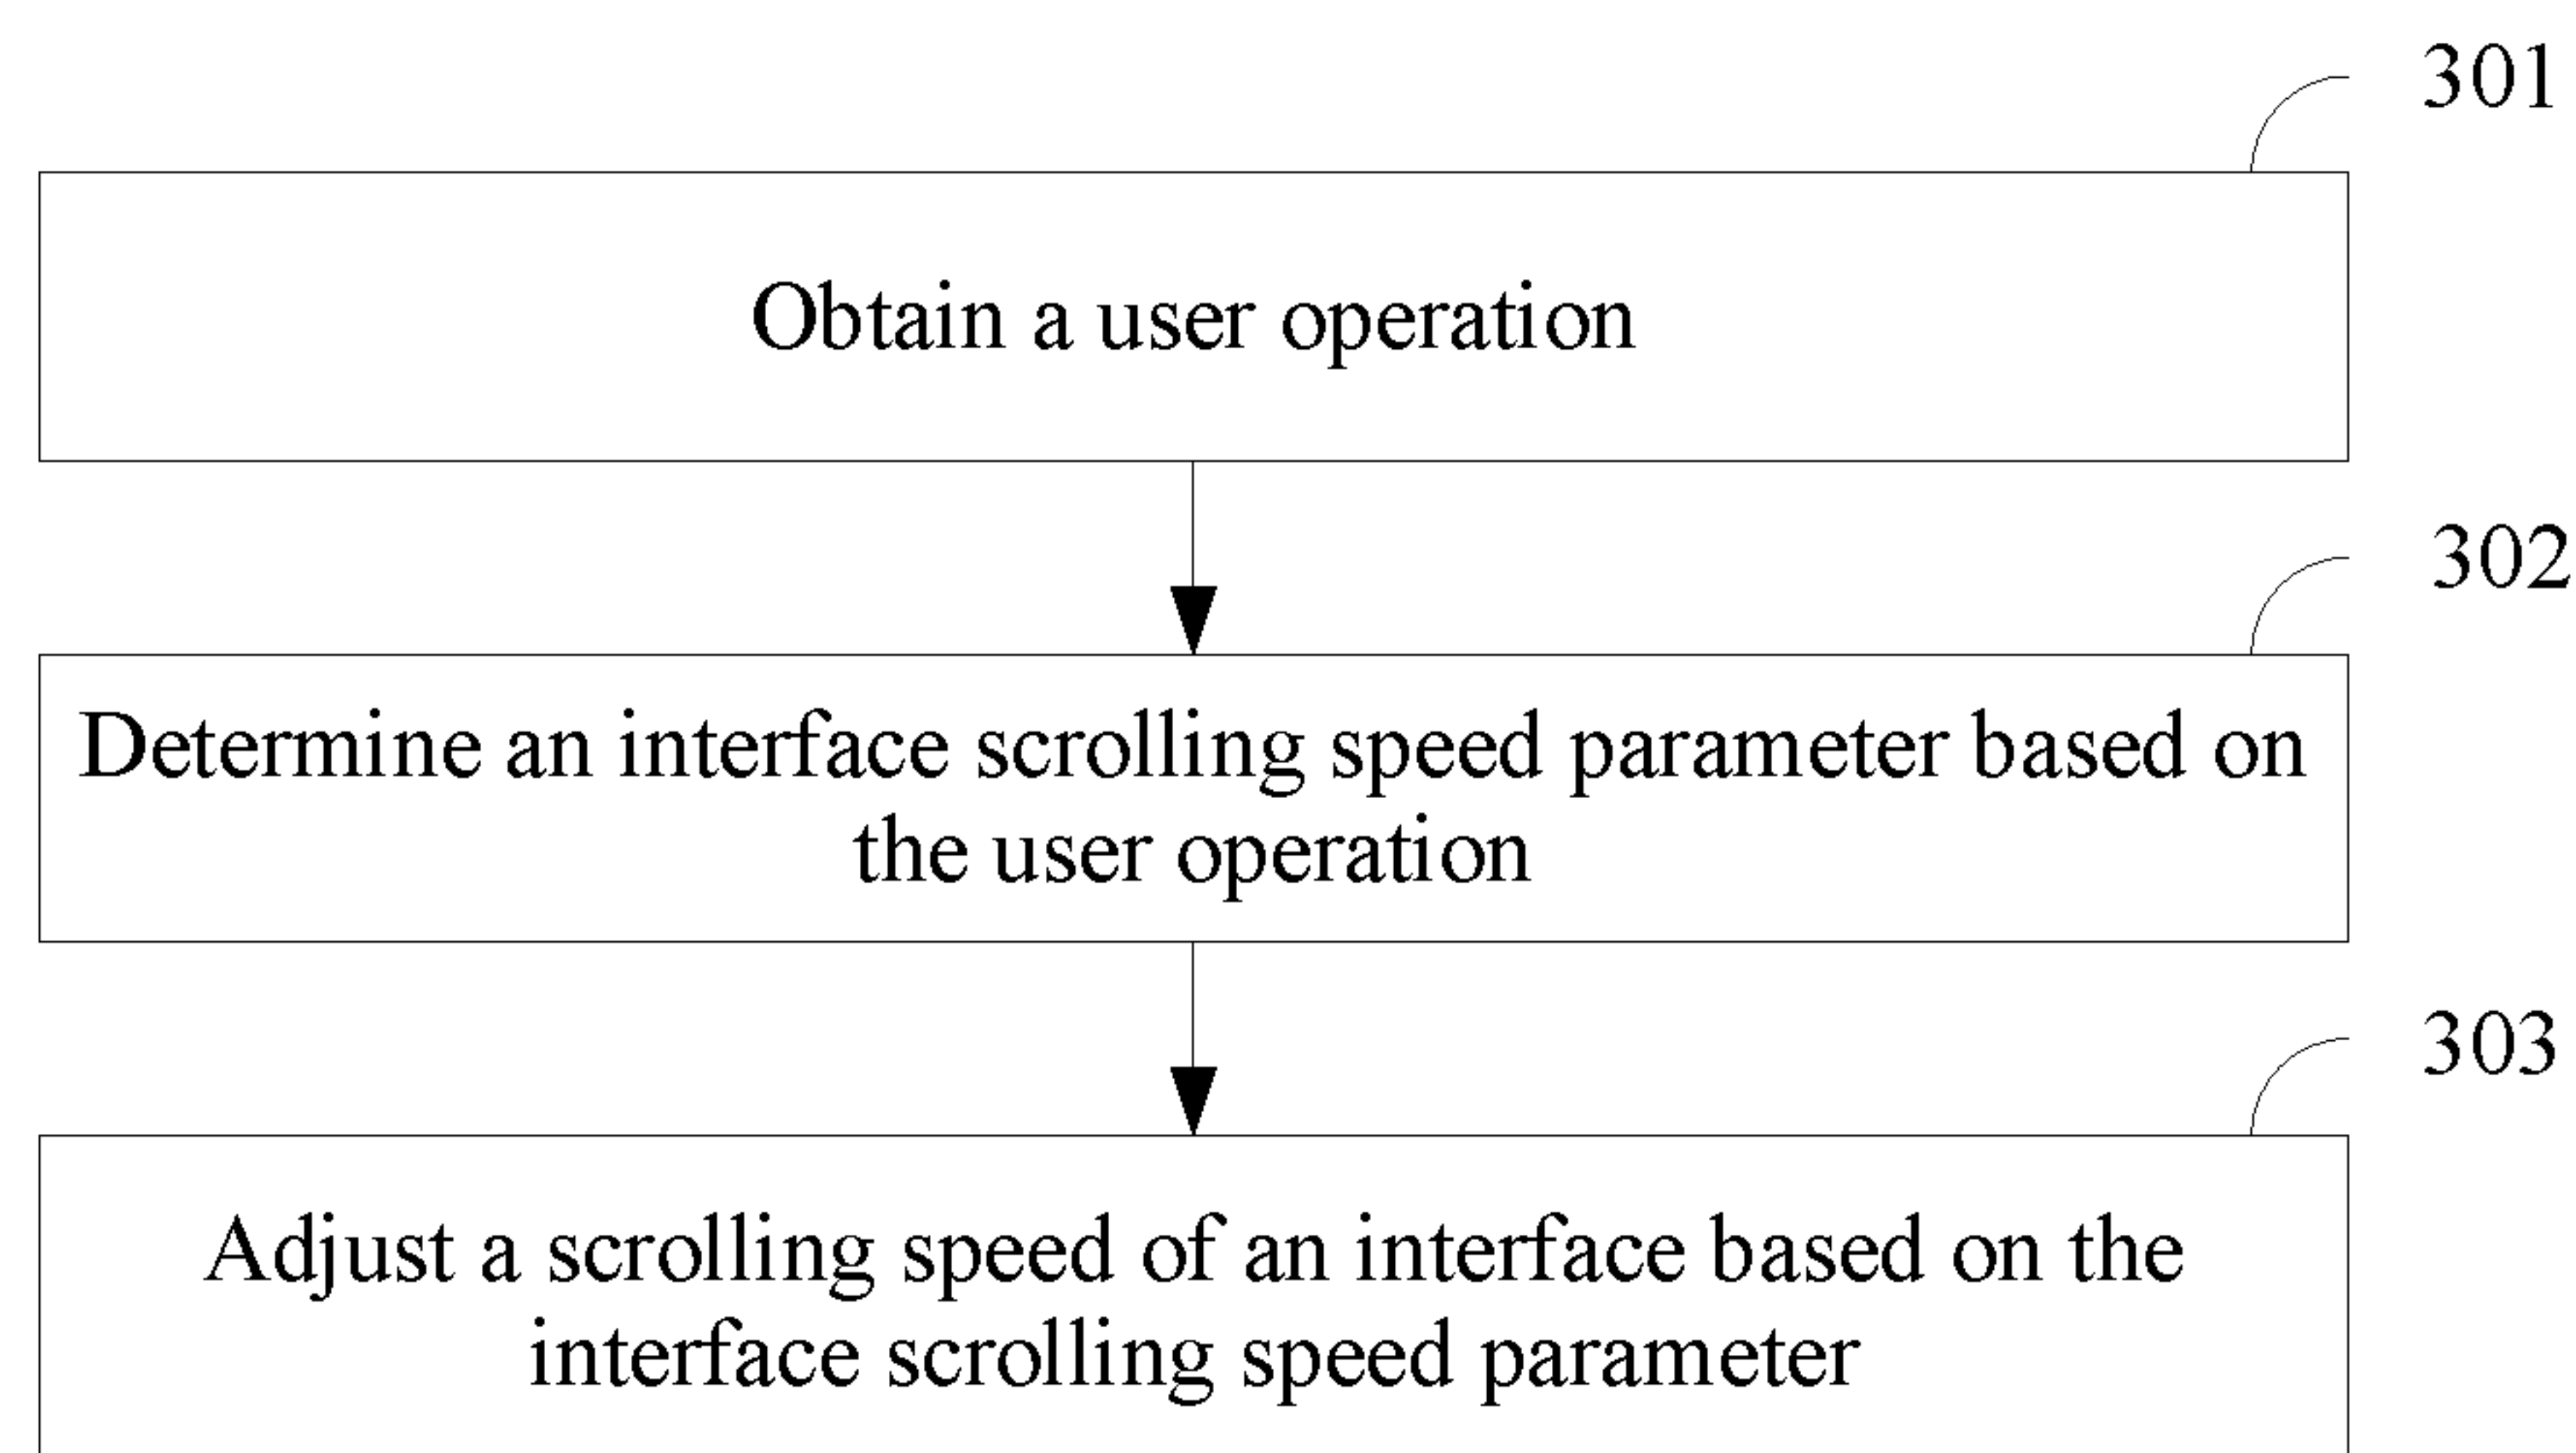 301
Obtain a user operation
302
Determine an interface scrolling speed parameter based on
the user operation
303
Adjust a scrolling speed of an interface based on the
interface scrolling speed parameter